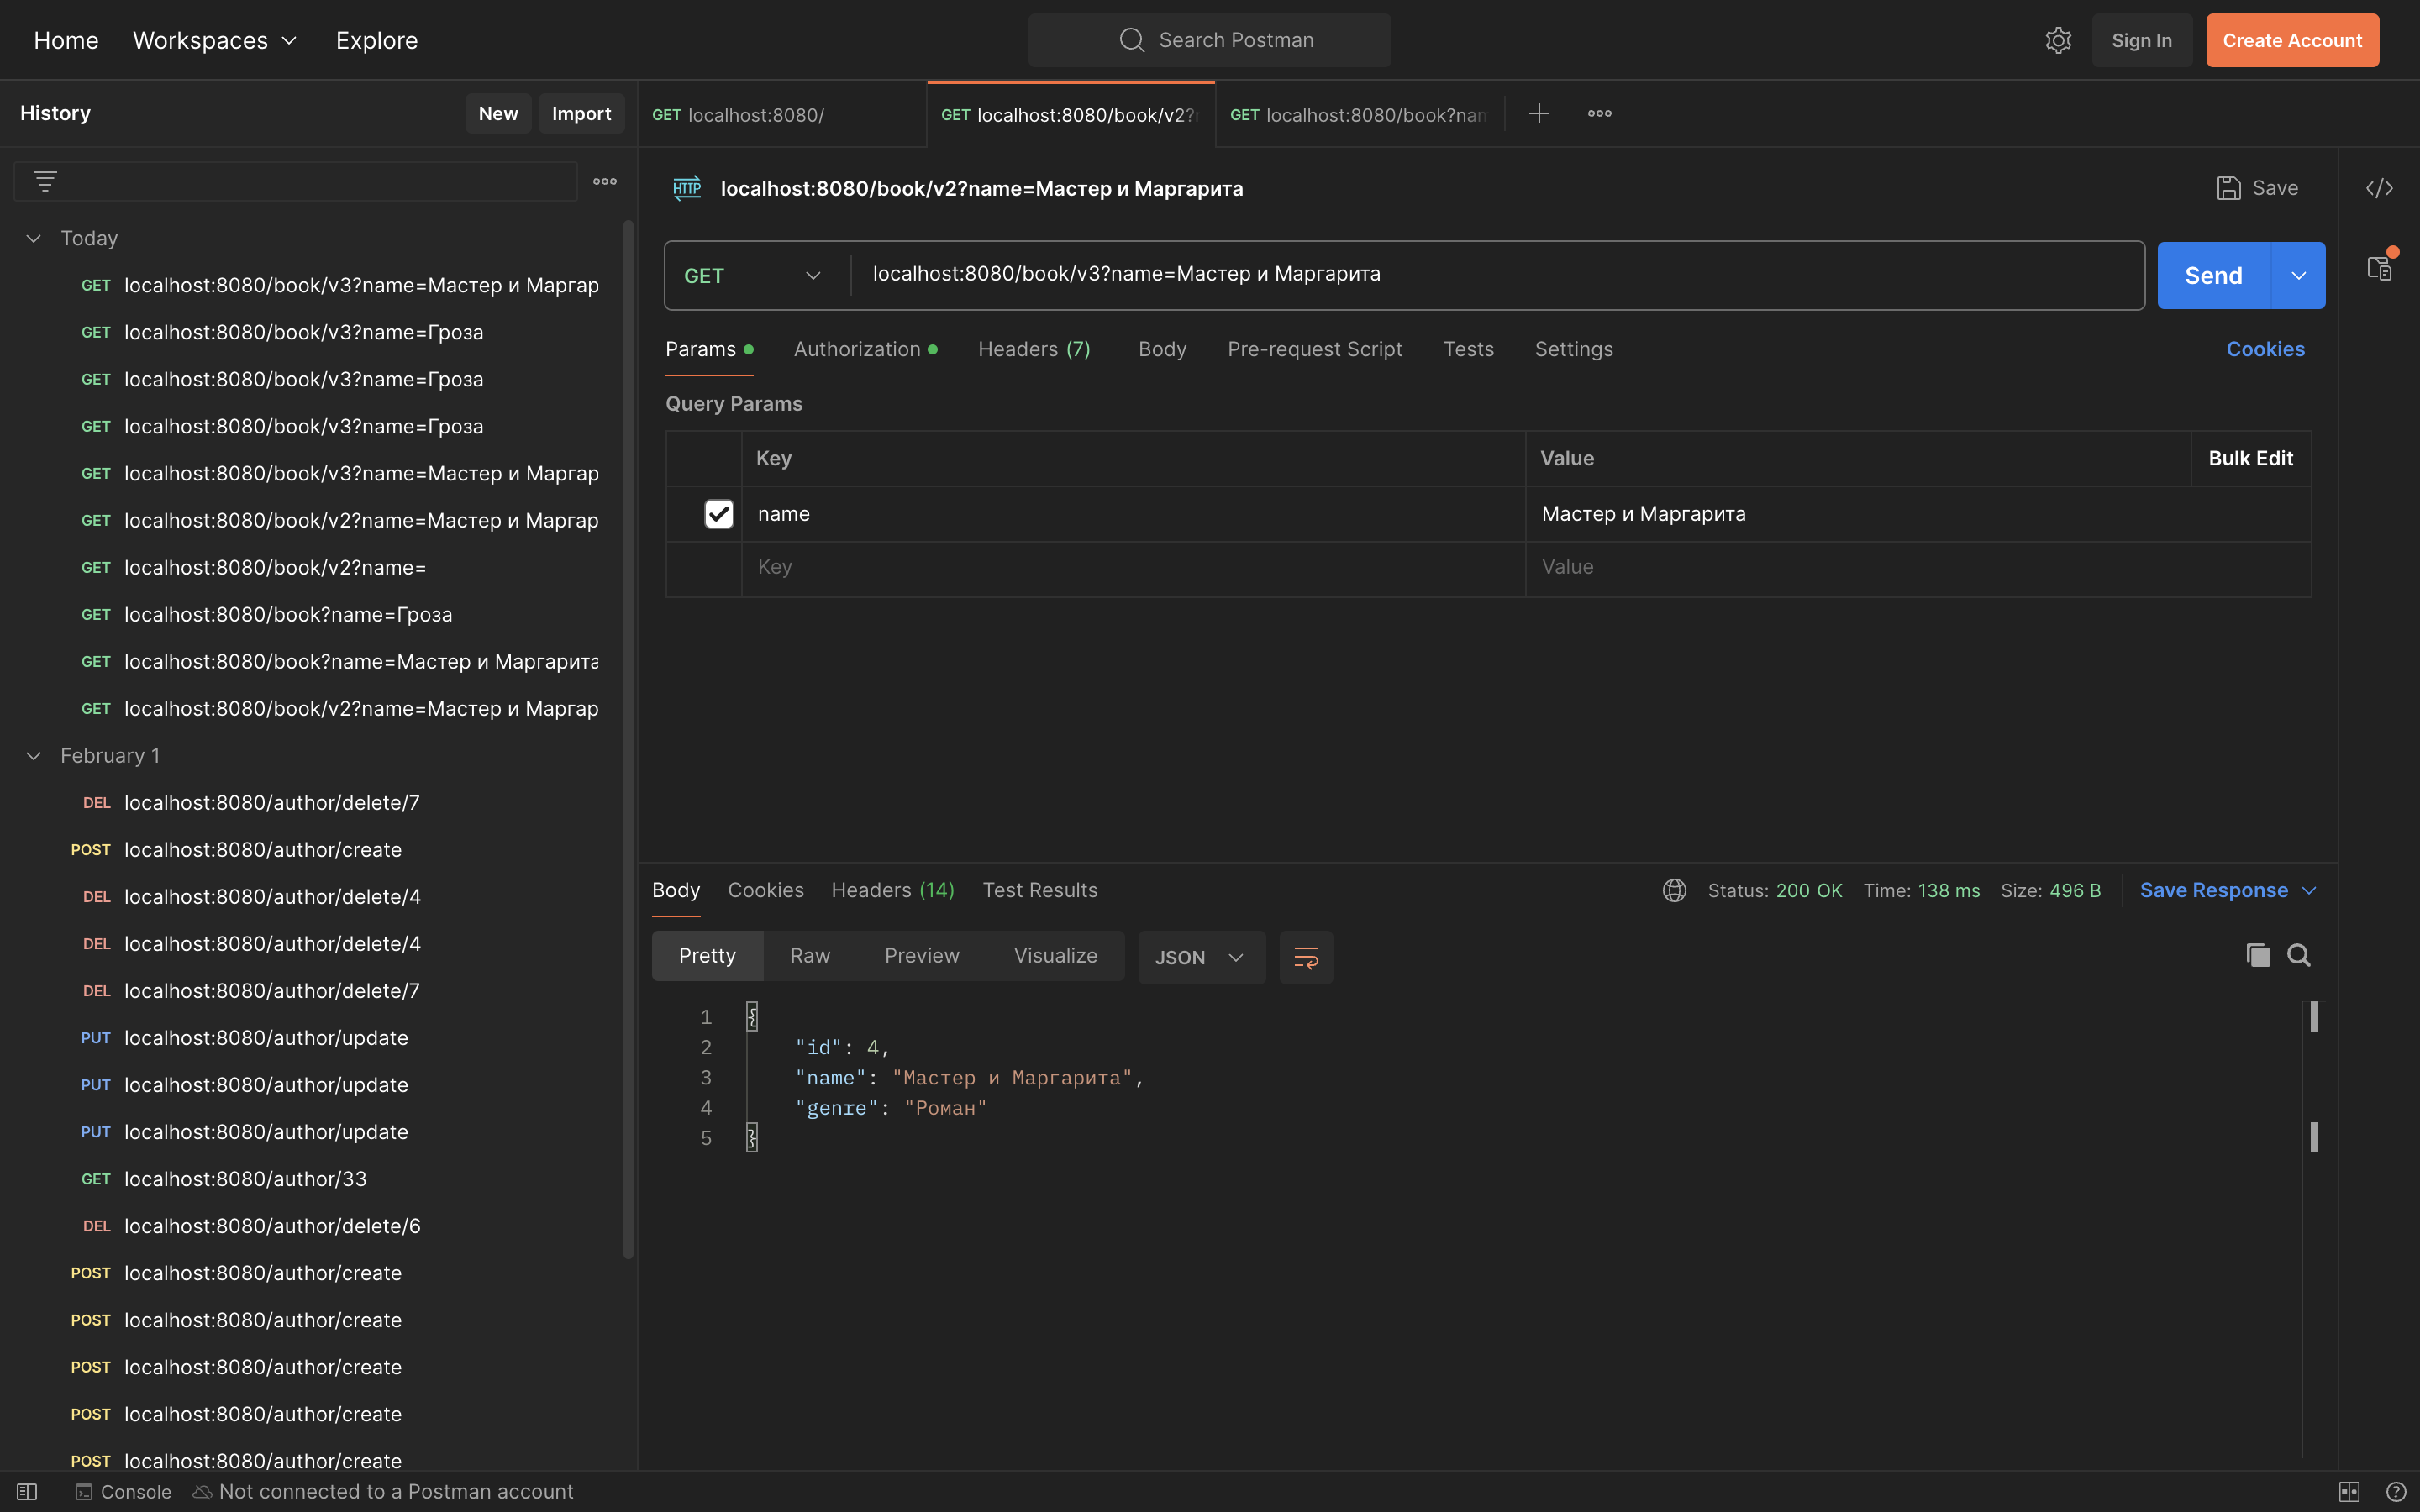 Home Workspaces Explore Search Postman Sign In Create Account
History New Import
GET localhost:8080/ GET localhost:8080/book/v2? GET localhost:8080/book?nam
Today
GET localhost:8080/book/v3?name=Мастер и Маргар
GET localhost:8080/book/v3?name=Гроза
GET localhost:8080/book/v3?name=Гроза
GET localhost:8080/book/v3?name=Гроза
GET localhost:8080/book/v3?name=Мастер и Маргар
GET localhost:8080/book/v2?name=Мастер и Маргар
GET localhost:8080/book/v2?name=
GET localhost:8080/book?name=Гроза
GET localhost:8080/book?name=Мастер и Маргарита
GET localhost:8080/book/v2?name=Мастер и Маргар
February 1
DEL localhost:8080/author/delete/7
POST localhost:8080/author/create
DEL localhost:8080/author/delete/4
DEL localhost:8080/author/delete/4
DEL localhost:8080/author/delete/7
PUT localhost:8080/author/update
PUT localhost:8080/author/update
PUT localhost:8080/author/update
GET localhost:8080/author/33
DEL localhost:8080/author/delete/6
POST localhost:8080/author/create
POST localhost:8080/author/create
POST localhost:8080/author/create
POST localhost:8080/author/create
POST localhost:8080/author/create
HTTP localhost:8080/book/v2?name=Мастер и Маргарита Save
GET localhost:8080/book/v3?name=Мастер и Маргарита Send
Params Authorization Headers (7) Body Pre-request Script Tests Settings Cookies
Query Params
Key Value Bulk Edit
name Мастер и Маргарита
Key Value
Body Cookies Headers (14) Test Results Status: 200 OK Time: 138 ms Size: 496 B Save Response
Pretty Raw Preview Visualize JSON
1 {
2 "id": 4,
3 "name": "Мастер и Маргарита",
4 "genre": "Роман"
5 }
Console Not connected to a Postman account